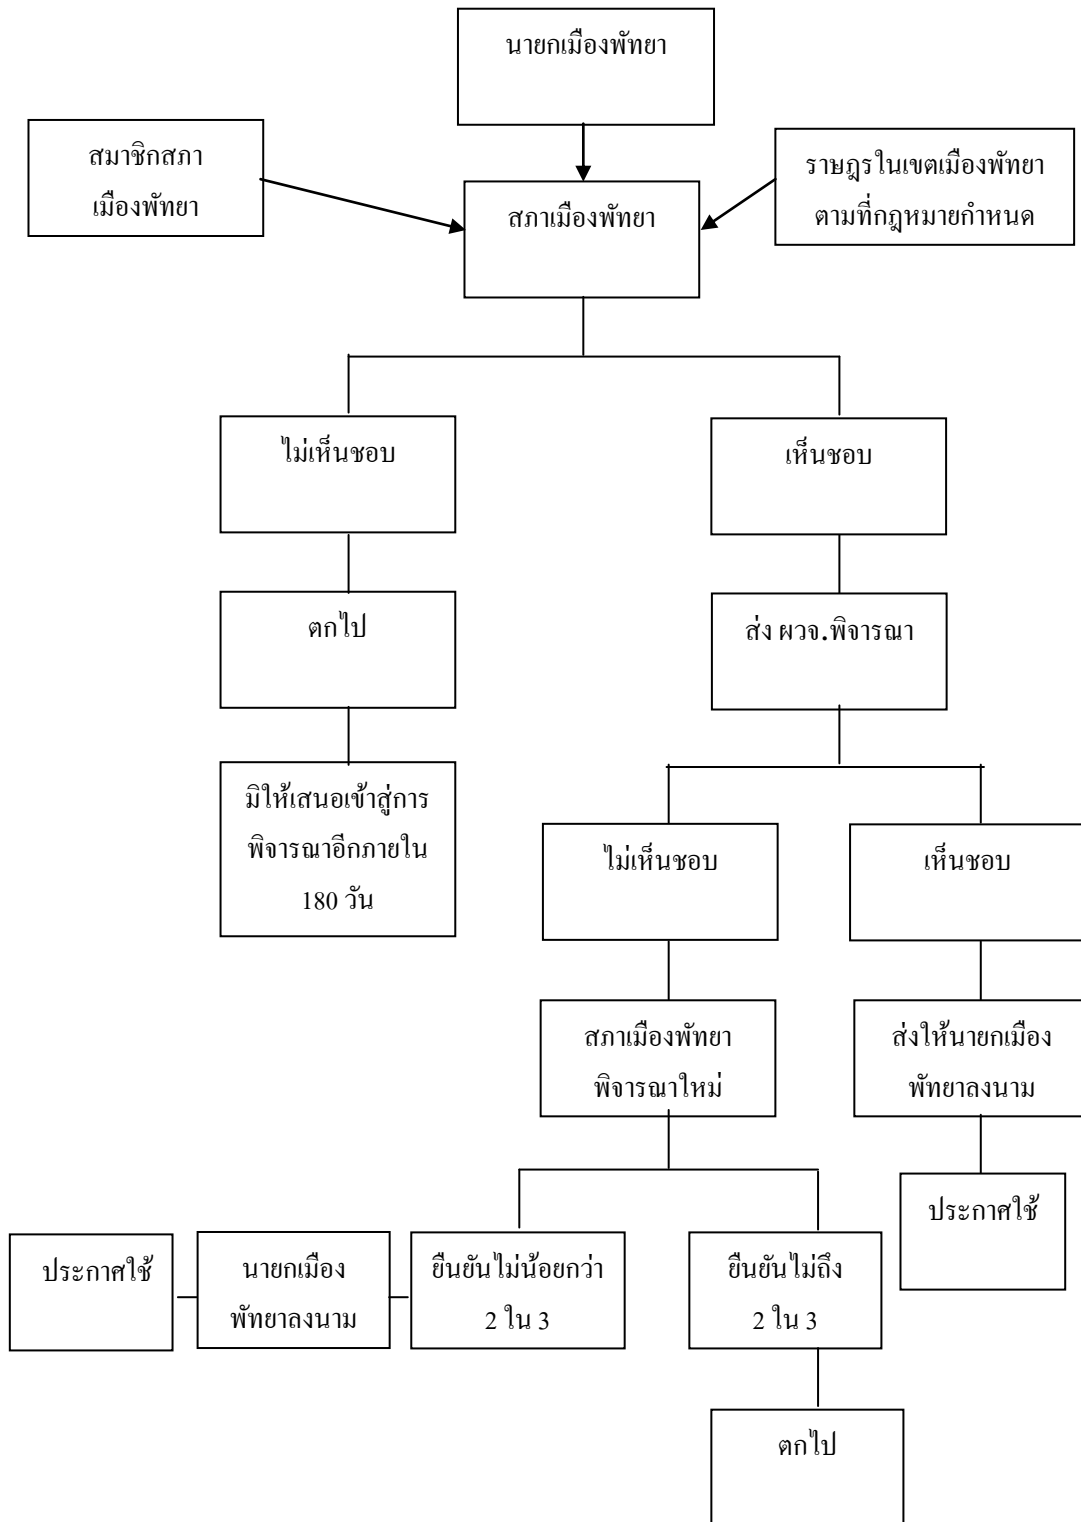 นายกเมืองพัทยา
สมาชิกสภา
เมืองพัทยา
ราษฎรในเขตเมืองพัทยา
ตามที่กฎหมายกำหนด
สภาเมืองพัทยา
ไม่เห็นชอบ
เห็นชอบ
ตกไป
ส่ง ผวจ.พิจารณา
มิให้เสนอเข้าสู่การ
พิจารณาอีกภายใน
180 วัน
ไม่เห็นชอบ
เห็นชอบ
สภาเมืองพัทยา
พิจารณาใหม่
ส่งให้นายกเมือง
พัทยาลงนาม
ประกาศใช้
ประกาศใช้
นายกเมือง
พัทยาลงนาม
ยืนยันไม่น้อยกว่า
2 ใน 3
ยืนยันไม่ถึง
2 ใน 3
ตกไป